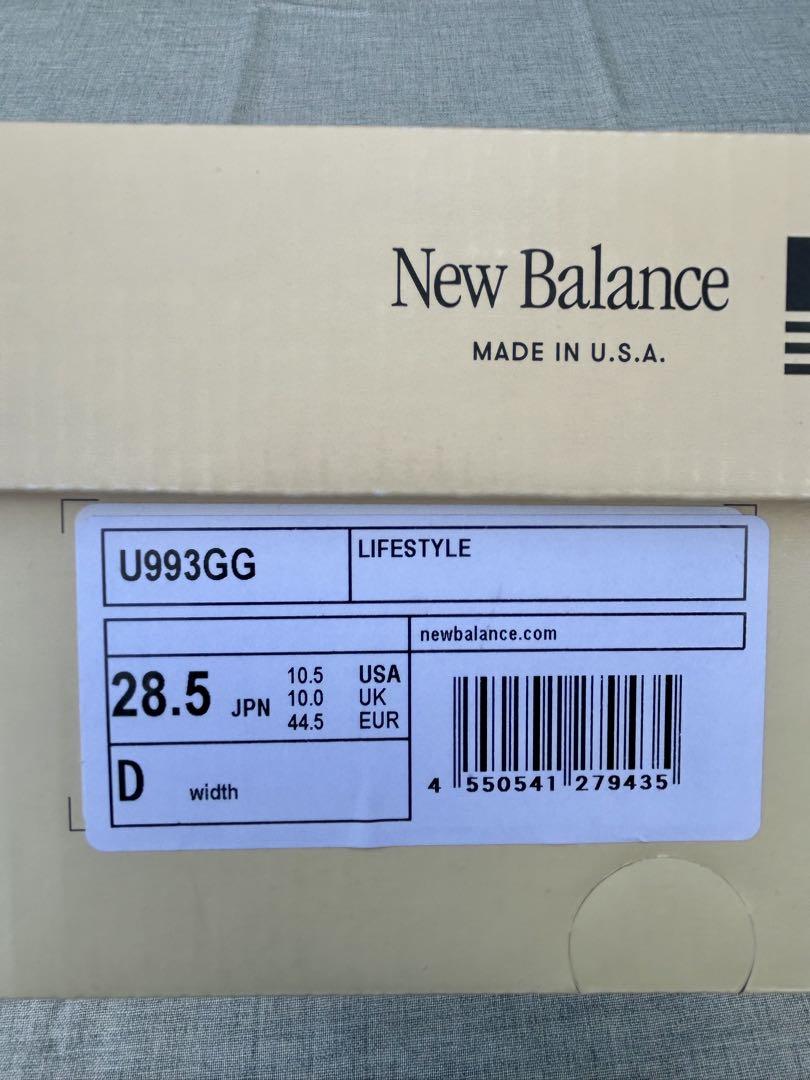 New Balance
MADE IN U.S.A.
U993GG
LIFESTYLE
newbalance.com
28.5 JPN
10.5 USA
10.0 UK
44.5 EUR
D width
4 550541 279435